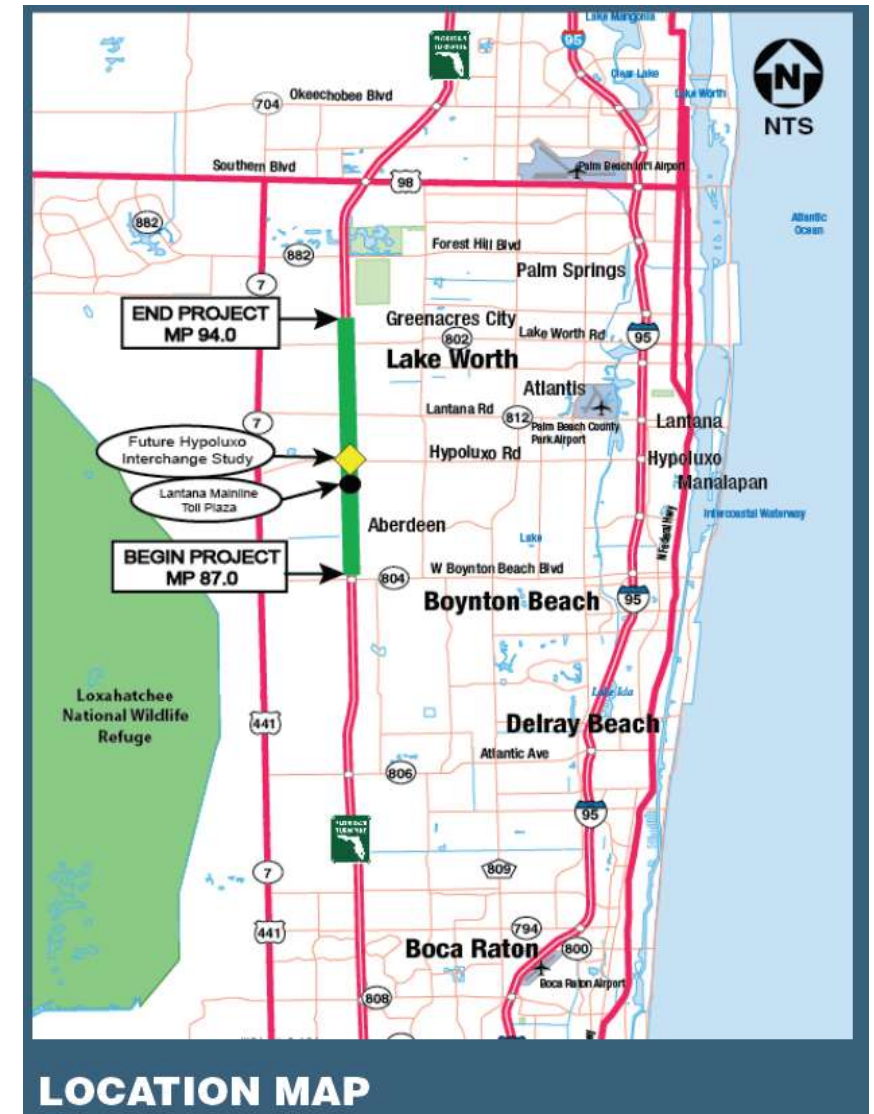 Lake Mangonia
95
Clear Lake
Lake Worth
N
NTS
704
Okeechobee Blvd
Southern Blvd
98
Palm Beach Int'l Airport
882
882
Forest Hill Blvd
Atlantic
Ocean
7
Palm Springs
END PROJECT
MP 94.0
Greenacres City
802
Lake Worth Rd
95
Lake Worth
Atlantis
Lantana Rd
812
Palm Beach County
Park Airport
Lantana
7
Future Hypoluxo
Interchange Study
Hypoluxo Rd
Hypoluxo
Manalapan
Lantana Mainline
Toll Plaza
Intercoastal Waterway
N Federal Hwy
Aberdeen
Lake
BEGIN PROJECT
MP 87.0
804
W Boynton Beach Blvd
Boynton Beach
95
Loxahatchee
National Wildlife
Refuge
441
Lake Ida
Delray Beach
Atlantic Ave
806
95
7
809
441
794
Boca Raton
800
Boca Raton Airport
808
LOCATION MAP